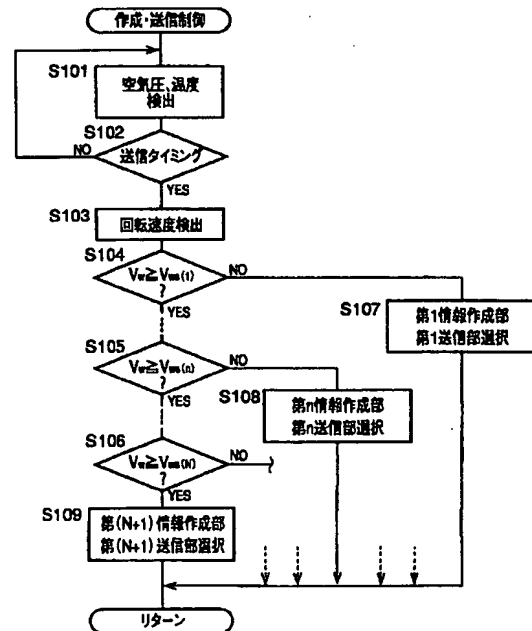 作成・送信制御
S101
空気圧、温度
検出
S102
送信タイミング
NO
YES
S103
回転速度検出
S104
Vw≧Vws(1)
?
NO
YES
S107
第1情報作成部
第1送信部選択
S105
Vw≧Vws(n)
?
NO
YES
S108
第n情報作成部
第n送信部選択
S106
Vw≧Vws(N)
?
NO
YES
S109
第(N+1)情報作成部
第(N+1)送信部選択
リターン